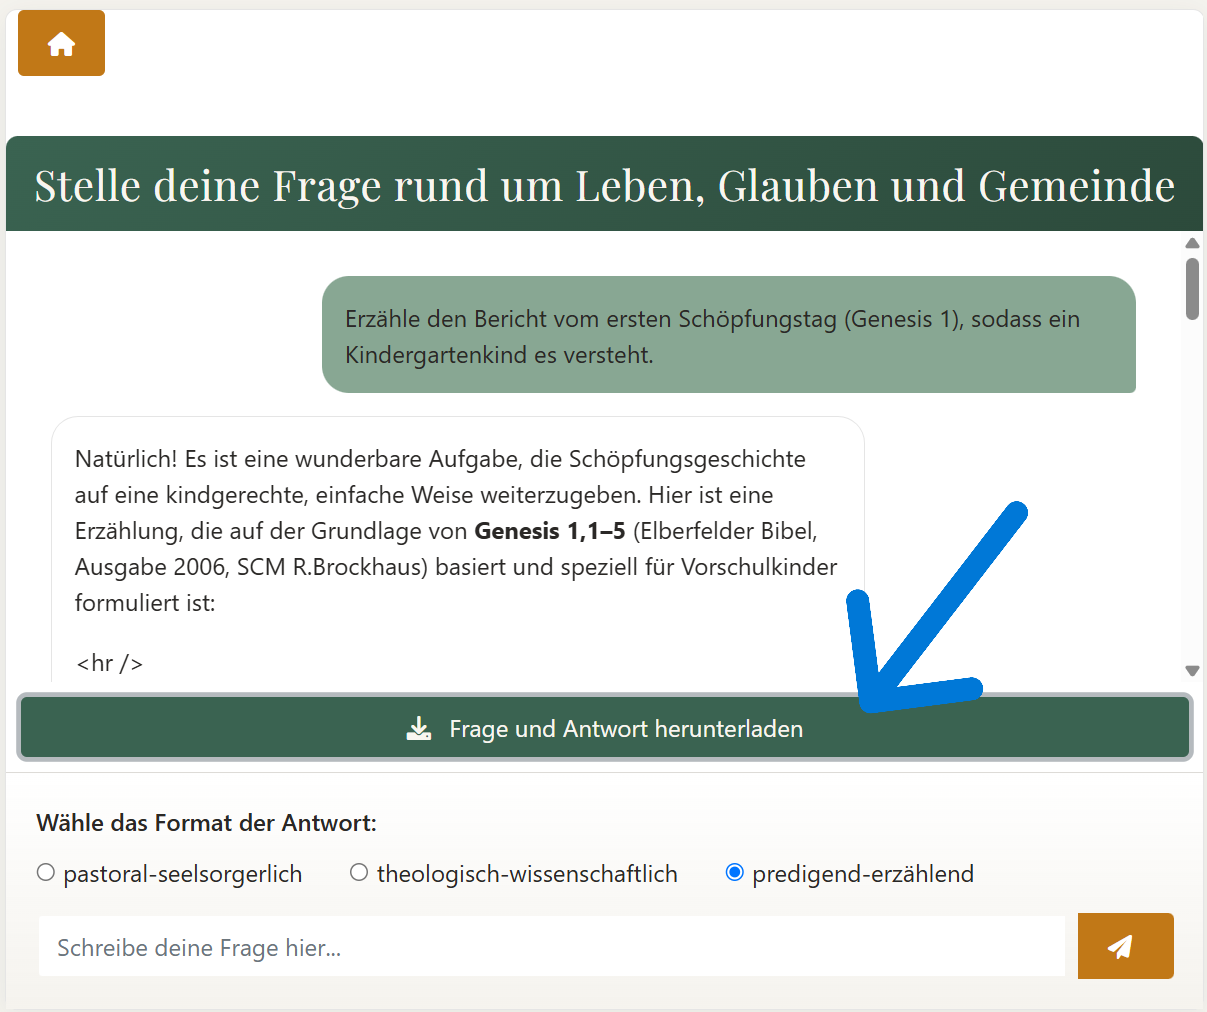 Stelle deine Frage rund um Leben, Glauben und Gemeinde
Erzähle den Bericht vom ersten Schöpfungstag (Genesis 1), sodass ein
Kindergartenkind es versteht.
Natürlich! Es ist eine wunderbare Aufgabe, die Schöpfungsgeschichte
auf eine kindgerechte, einfache Weise weiterzugeben. Hier ist eine
Erzählung, die auf der Grundlage von Genesis 1,1–5 (Elberfelder Bibel,
Ausgabe 2006, SCM R.Brockhaus) basiert und speziell für Vorschulkinder
formuliert ist:
<hr />
Frage und Antwort herunterladen
Wähle das Format der Antwort:
pastoral-seelsorgerlich theologisch-wissenschaftlich predigend-erzählend
Schreibe deine Frage hier...